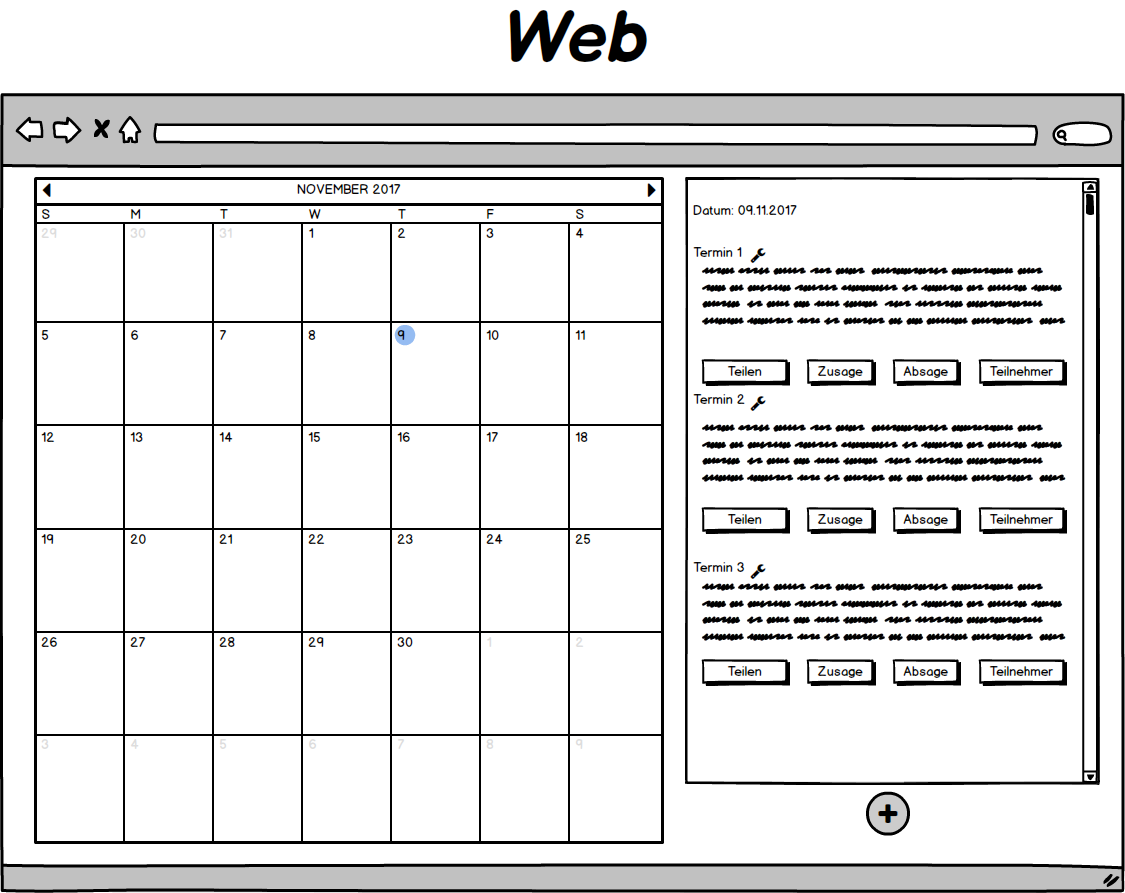 Web
NOVEMBER 2017
S M T W T F S
29 30 31 1 2 3 4
5 6 7 8 9 10 11
12 13 14 15 16 17 18
19 20 21 22 23 24 25
26 27 28 29 30 1 2
3 4 5 6 7 8 9
Datum: 09.11.2017
Termin 1
Teilen Zusage Absage Teilnehmer
Termin 2
Teilen Zusage Absage Teilnehmer
Termin 3
Teilen Zusage Absage Teilnehmer